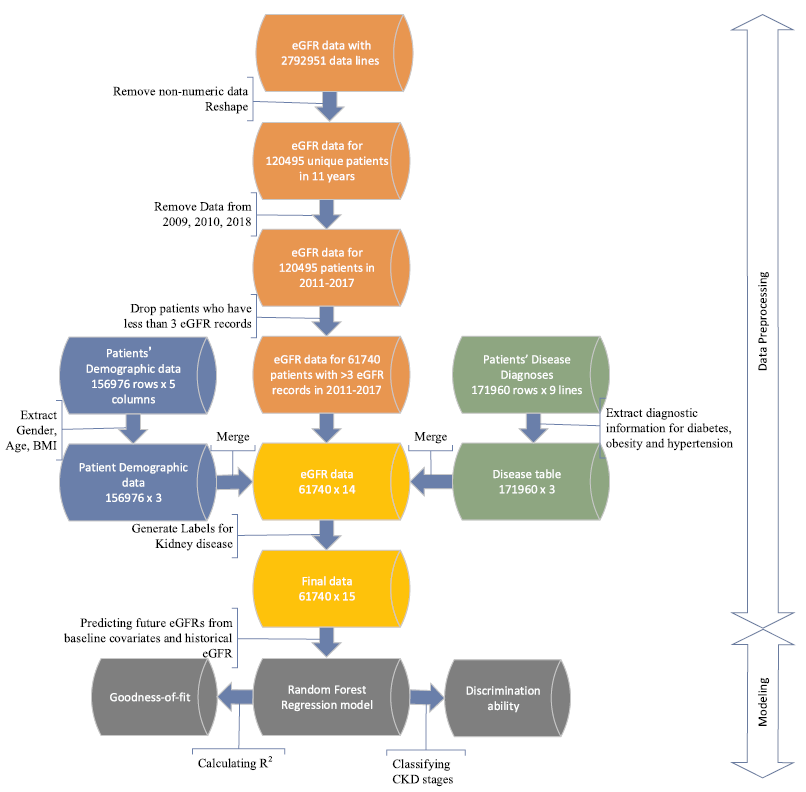 eGFR data with
2792951 data lines
Remove non-numeric data
Reshape
eGFR data for
120495 unique patients
in 11 years
Remove Data from
2009, 2010, 2018
eGFR data for
120495 patients in
2011-2017
Drop patients who have
less than 3 eGFR records
Patients' 
Demographic data
156976 rows x 5
columns
eGFR data for 61740
patients with >3 eGFR
records in 2011-2017
Patients' Disease
Diagnoses
171960 rows x 9 lines
Extract
Gender,
Age, BMI
Merge
Merge
Extract diagnostic
information for diabetes,
obesity and hypertension
Patient Demographic
data
156976 x 3
eGFR data
61740 x 14
Disease table
171960 x 3
Generate Labels for
Kidney disease
Final data
61740 x 15
Predicting future eGFRs from
baseline covariates and historical
eGFR
Goodness-of-fit
Random Forest
Regression model
Discrimination
ability
Calculating R²
Classifying
CKD stages
Data Preprocessing
Modeling